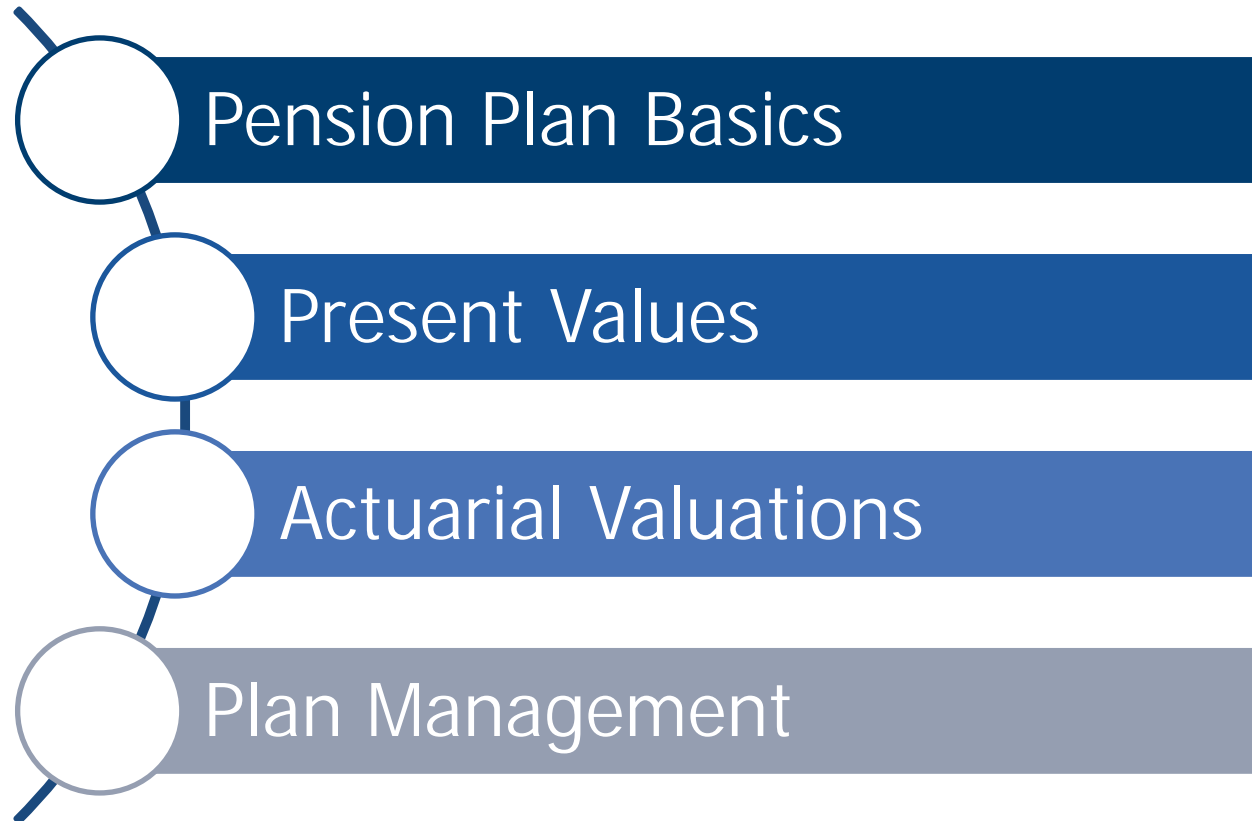 Pension Plan Basics
Present Values
Actuarial Valuations
Plan Management